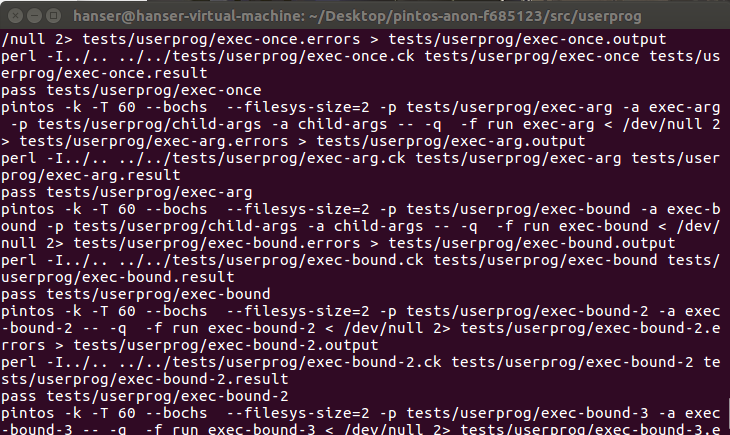 hanser@hanser-virtual-machine: ~/Desktop/pintos-anon-f685123/src/userprog
/null 2> tests/userprog/exec-once.errors > tests/userprog/exec-once.output
perl -I../.. ../../tests/userprog/exec-once.ck tests/userprog/exec-once tests/us
erprog/exec-once.result
pass tests/userprog/exec-once
pintos -k -T 60 --bochs  --filesys-size=2 -p tests/userprog/exec-arg -a exec-arg
 -p tests/userprog/child-args -a child-args -- -q  -f run exec-arg < /dev/null 2
> tests/userprog/exec-arg.errors > tests/userprog/exec-arg.output
perl -I../.. ../../tests/userprog/exec-arg.ck tests/userprog/exec-arg tests/user
prog/exec-arg.result
pass tests/userprog/exec-arg
pintos -k -T 60 --bochs  --filesys-size=2 -p tests/userprog/exec-bound -a exec-b
ound -p tests/userprog/child-args -a child-args -- -q  -f run exec-bound < /dev/
null 2> tests/userprog/exec-bound.errors > tests/userprog/exec-bound.output
perl -I../.. ../../tests/userprog/exec-bound.ck tests/userprog/exec-bound tests/
userprog/exec-bound.result
pass tests/userprog/exec-bound
pintos -k -T 60 --bochs  --filesys-size=2 -p tests/userprog/exec-bound-2 -a exec
-bound-2 -- -q  -f run exec-bound-2 < /dev/null 2> tests/userprog/exec-bound-2.e
rrors > tests/userprog/exec-bound-2.output
perl -I../.. ../../tests/userprog/exec-bound-2.ck tests/userprog/exec-bound-2 te
sts/userprog/exec-bound-2.result
pass tests/userprog/exec-bound-2
pintos -k -T 60 --bochs  --filesys-size=2 -p tests/userprog/exec-bound-3 -a exec
-bound-3 -- -q  -f run exec-bound-3 < /dev/null 2> tests/userprog/exec-bound-3.e